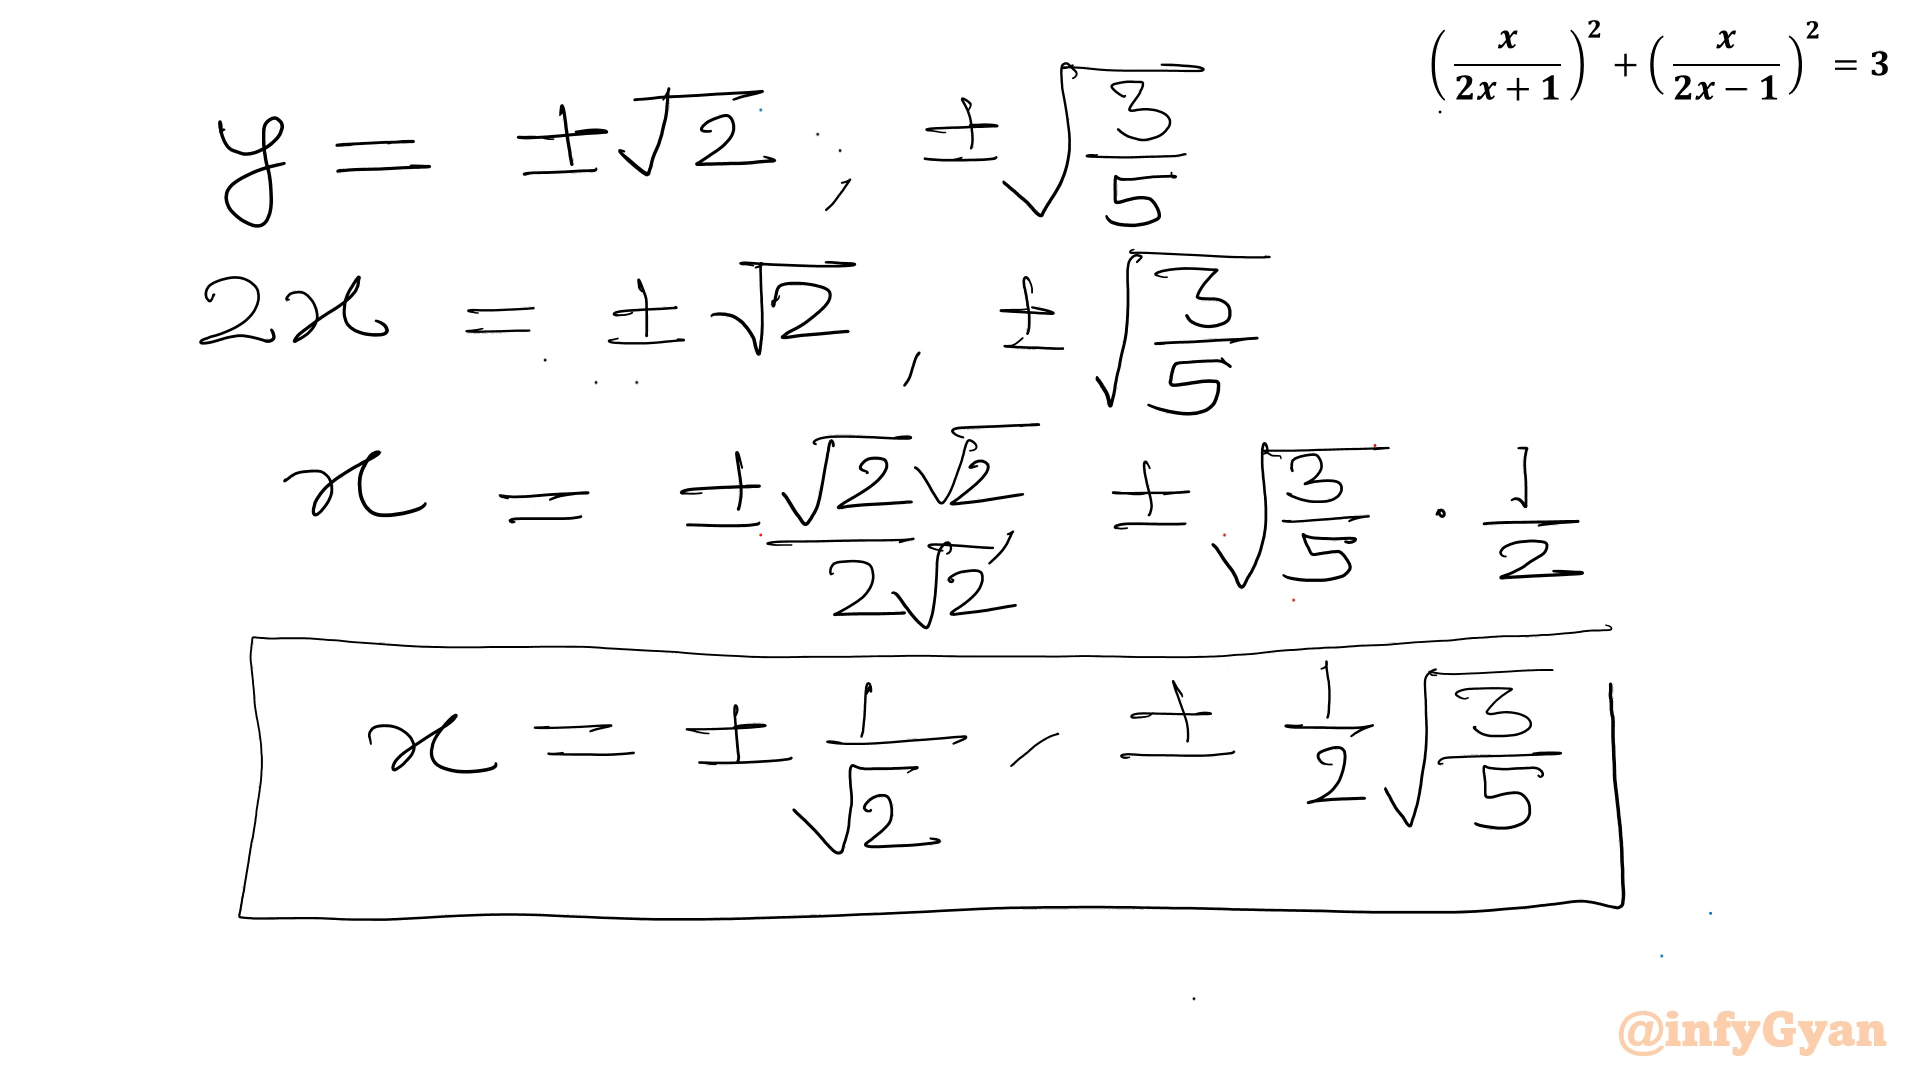 (x/(2x + 1))² + (x/(2x − 1))² = 3
y = ±√2 , ±√(3/5)
2x = ±√2 , ±√(3/5)
x = ±(√2√2)/(2√2) , ±√(3/5) · 1/2
x = ±1/√2 , ±1/2 √(3/5)
@infyGyan